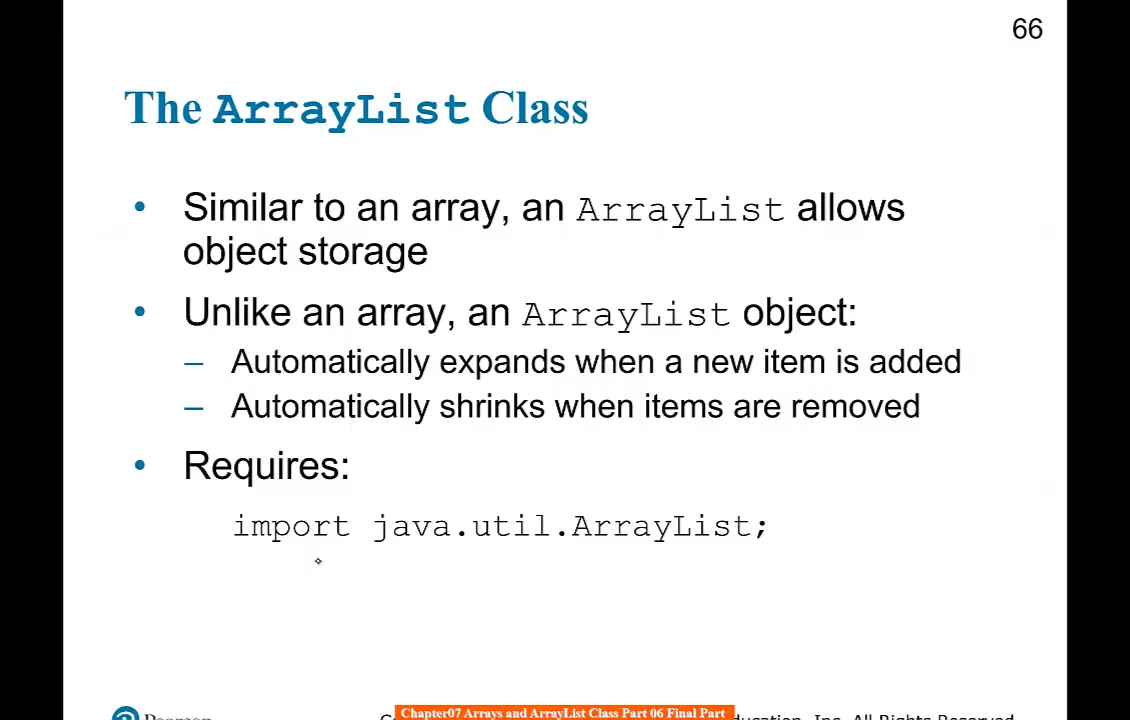 66
The ArrayList Class
• Similar to an array, an ArrayList allows
object storage
• Unlike an array, an ArrayList object:
– Automatically expands when a new item is added
– Automatically shrinks when items are removed
• Requires:
import java.util.ArrayList;
Chapter07 Arrays and ArrayList Class Part 06 Final Part
Pearson Inc. All Rights Reserved